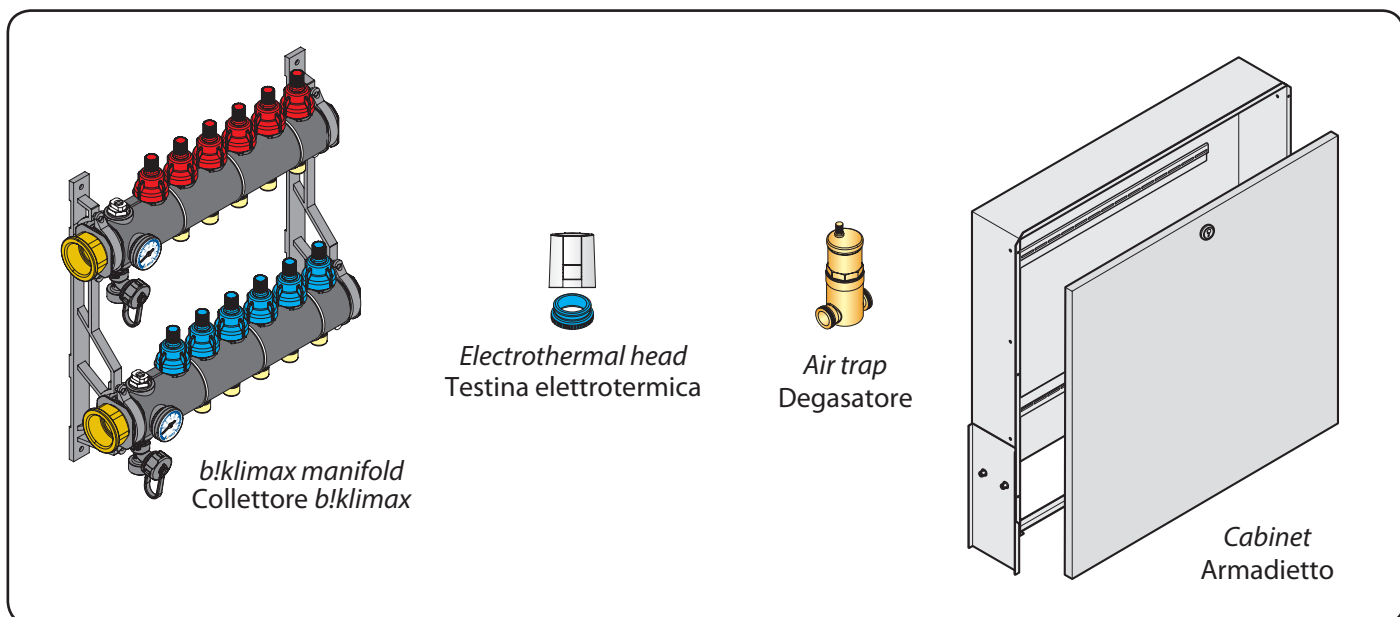 b!klimax manifold
Collettore b!klimax
Electrothermal head
Testina elettrotermica
Air trap
Degasatore
Cabinet
Armadietto